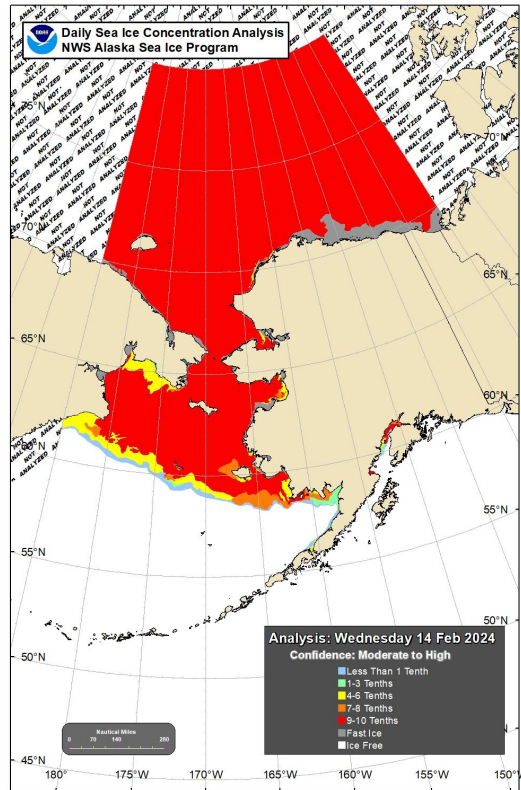 NOAA
Daily Sea Ice Concentration Analysis
NWS Alaska Sea Ice Program
NOT ANALYZED
75°N
70°N
70°N
65°N
65°N
60°N
60°N
55°N
55°N
50°N
50°N
45°N
180°
175°W
170°W
165°W
160°W
155°W
150°W
Nautical Miles
0 70 140 280
Analysis: Wednesday 14 Feb 2024
Confidence: Moderate to High
Less Than 1 Tenth
1-3 Tenths
4-6 Tenths
7-8 Tenths
9-10 Tenths
Fast Ice
Ice Free